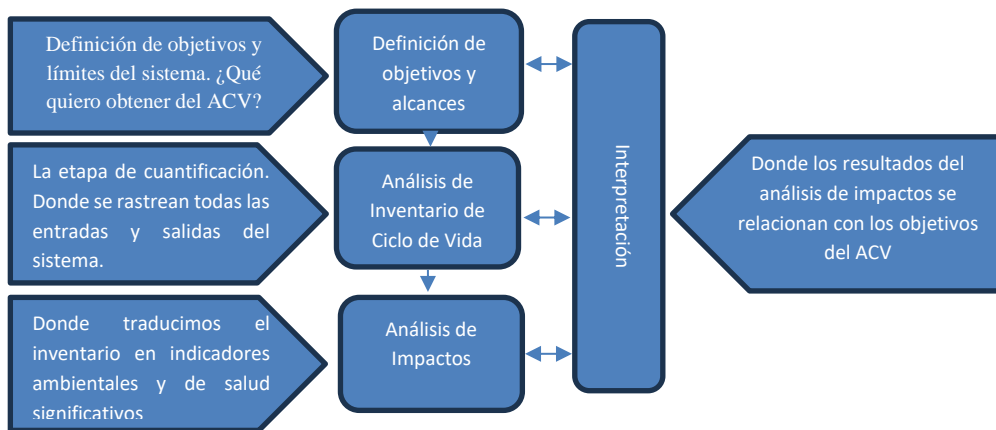 Definición de objetivos y
límites del sistema. ¿Qué
quiero obtener del ACV?
Definición de
objetivos y
alcances
La etapa de cuantificación.
Donde se rastrean todas las
entradas y salidas del
sistema.
Análisis de
Inventario de
Ciclo de Vida
Donde traducimos el
inventario en indicadores
ambientales y de salud
significativos
Análisis de
Impactos
Interpretación
Donde los resultados del
análisis de impactos se
relacionan con los objetivos
del ACV